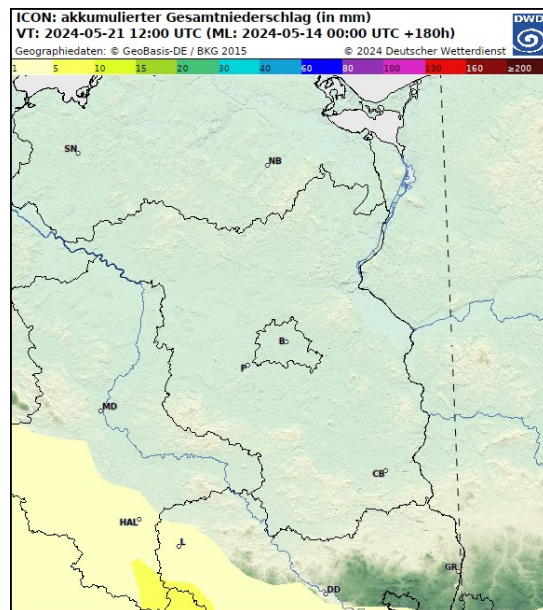 ICON: akkumulierter Gesamtniederschlag (in mm)
VT: 2024-05-21 12:00 UTC (ML: 2024-05-14 00:00 UTC +180h)
Geographiedaten: © GeoBasis-DE / BKG 2015 © 2024 Deutscher Wetterdienst
DWD
1 5 10 15 20 30 40 60 80 100 130 160 ≥200
SN
NB
B
P
MD
CB
HAL
L
GR
DD